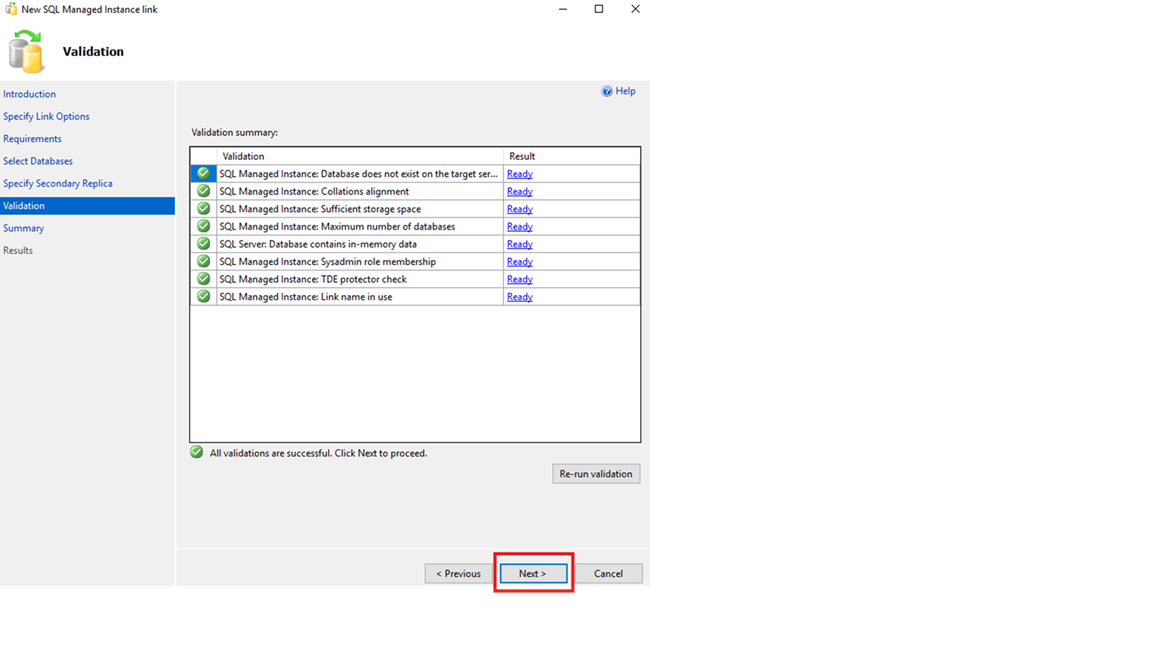 New SQL Managed Instance link
Validation
Introduction
Specify Link Options
Requirements
Select Databases
Specify Secondary Replica
Validation
Summary
Results
Help
Validation summary:
Validation Result
SQL Managed Instance: Database does not exist on the target ser... Ready
SQL Managed Instance: Collations alignment Ready
SQL Managed Instance: Sufficient storage space Ready
SQL Managed Instance: Maximum number of databases Ready
SQL Server: Database contains in-memory data Ready
SQL Managed Instance: Sysadmin role membership Ready
SQL Managed Instance: TDE protector check Ready
SQL Managed Instance: Link name in use Ready
All validations are successful. Click Next to proceed.
Re-run validation
< Previous Next > Cancel